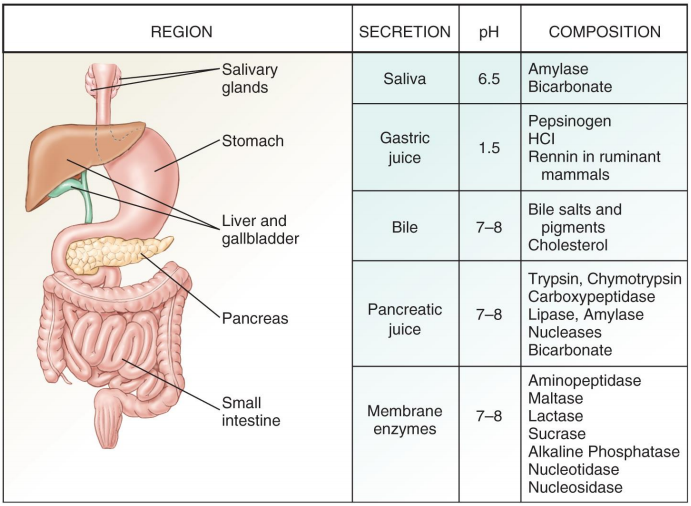 REGION
SECRETION
pH
COMPOSITION
Salivary
glands
Stomach
Liver and
gallbladder
Pancreas
Small
intestine
Saliva
6.5
Amylase
Bicarbonate
Gastric
juice
1.5
Pepsinogen
HCl
Rennin in ruminant
mammals
Bile
7–8
Bile salts and
pigments
Cholesterol
Pancreatic
juice
7–8
Trypsin, Chymotrypsin
Carboxypeptidase
Lipase, Amylase
Nucleases
Bicarbonate
Membrane
enzymes
7–8
Aminopeptidase
Maltase
Lactase
Sucrase
Alkaline Phosphatase
Nucleotidase
Nucleosidase